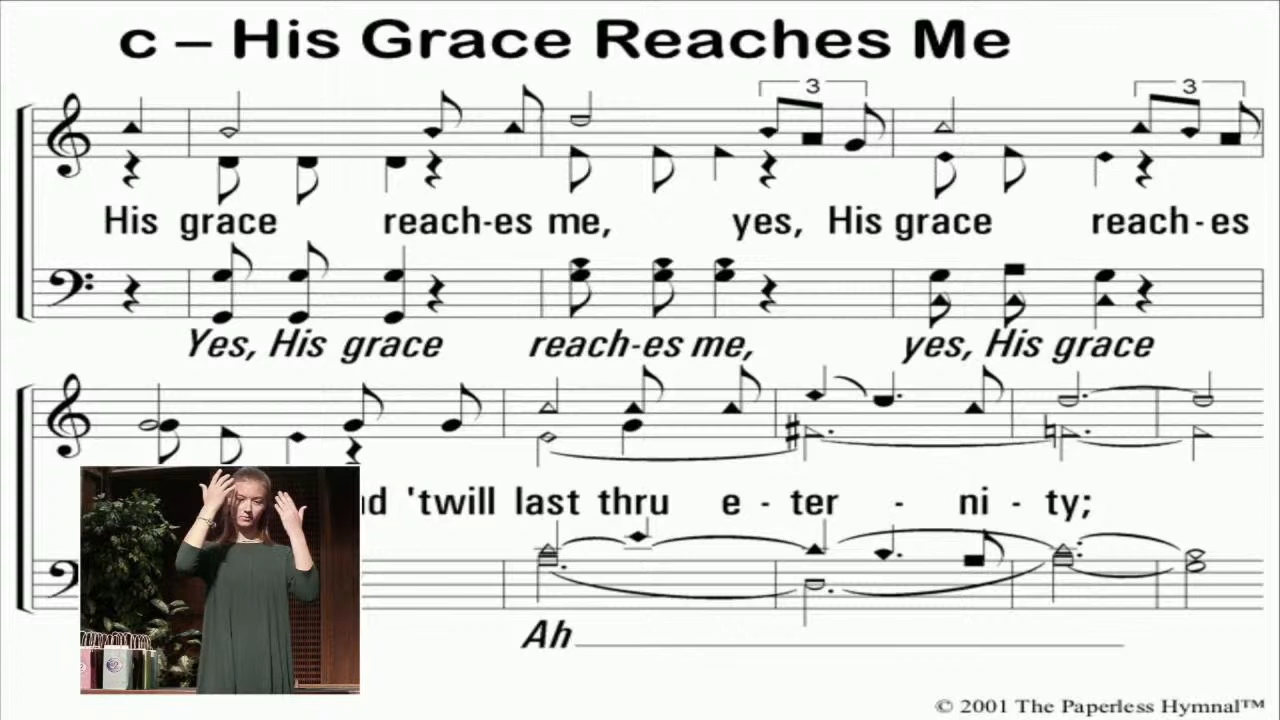 c – His Grace Reaches Me
3 3
His grace reach-es me, yes, His grace reach-es
Yes, His grace reach-es me, yes, His grace
'twill last thru e - ter - ni - ty;
Ah
© 2001 The Paperless Hymnal™